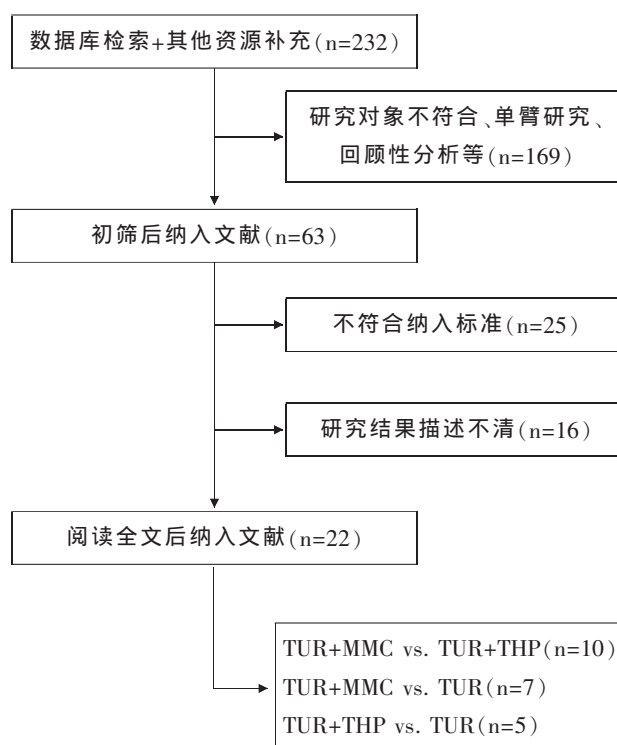 数据库检索+其他资源补充(n=232)
研究对象不符合、单臂研究、
回顾性分析等(n=169)
初筛后纳入文献(n=63)
不符合纳入标准(n=25)
研究结果描述不清(n=16)
阅读全文后纳入文献(n=22)
TUR+MMC vs. TUR+THP(n=10)
TUR+MMC vs. TUR(n=7)
TUR+THP vs. TUR(n=5)